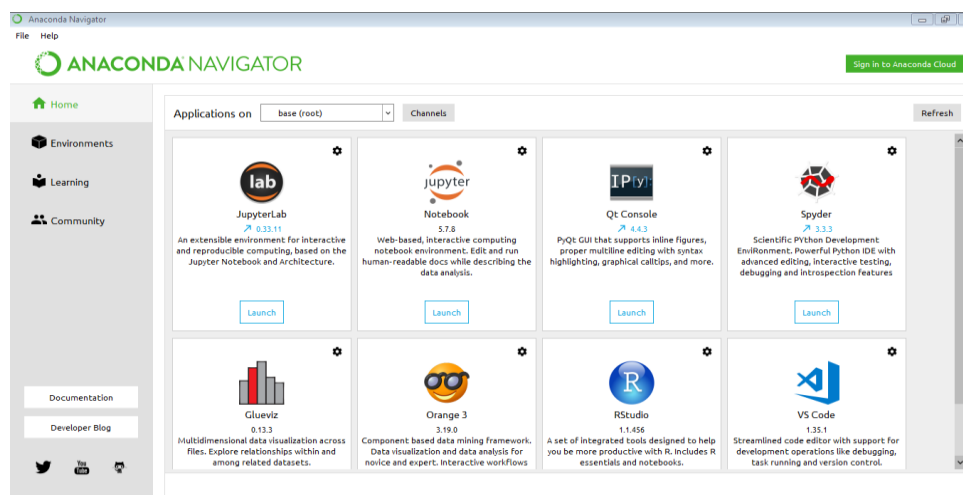 Anaconda Navigator
File Help
ANACONDA NAVIGATOR
Sign in to Anaconda Cloud
Home
Environments
Learning
Community
Documentation
Developer Blog
You
Tube
Applications on base (root) Channels Refresh
lab
JupyterLab
0.33.11
An extensible environment for interactive
and reproducible computing, based on the
Jupyter Notebook and Architecture.
Launch
jupyter
Notebook
5.7.8
Web-based, interactive computing
notebook environment. Edit and run
human-readable docs while describing the
data analysis.
Launch
IP[y]:
Qt Console
4.4.3
PyQt GUI that supports inline figures,
proper multiline editing with syntax
highlighting, graphical calltips, and more.
Launch
Spyder
3.3.3
Scientific PYthon Development
EnviRonment. Powerful Python IDE with
advanced editing, interactive testing,
debugging and introspection features
Launch
Glueviz
0.13.3
Multidimensional data visualization across
files. Explore relationships within and
among related datasets.
Orange 3
3.19.0
Component based data mining framework.
Data visualization and data analysis for
novice and expert. Interactive workflows
R
RStudio
1.1.456
A set of integrated tools designed to help
you be more productive with R. Includes R
essentials and notebooks.
VS Code
1.35.1
Streamlined code editor with support for
development operations like debugging,
task running and version control.